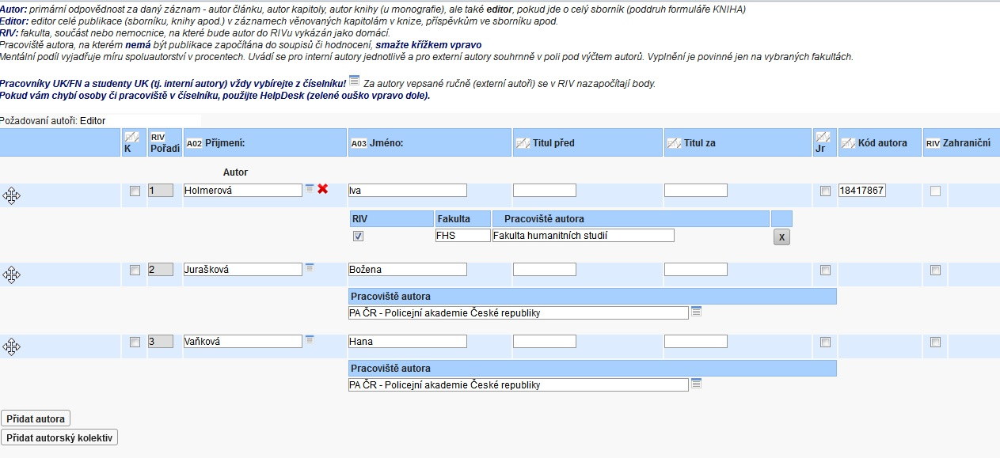 Autor: primární odpovědnost za daný záznam - autor článku, autor kapitoly, autor knihy (u monografie), ale také editor, pokud jde o celý sborník (poddruh formuláře KNIHA)
Editor: editor celé publikace (sborníku, knihy apod.) v záznamech věnovaných kapitolám v knize, příspěvkům ve sborníku apod.
RIV: fakulta, součást nebo nemocnice, na které bude autor do RIVu vykázán jako domácí.
Pracoviště autora, na kterém nemá být publikace započítána do soupisů či hodnocení, smažte křížkem vpravo
Mentální podíl vyjadřuje míru spoluautorství v procentech. Uvádí se pro interní autory jednotlivě a pro externí autory souhrnně v poli pod výčtem autorů. Vyplnění je povinné jen na vybraných fakultách.
Pracovníky UK/FN a studenty UK (tj. interní autory) vždy vybírejte z číselníku! Za autory vepsané ručně (externí autoři) se v RIV nazapočítají body.
Pokud vám chybí osoby či pracoviště v číselníku, použijte HelpDesk (zelené ouško vpravo dole).
Požadovaní autoři: Editor
K RIV Pořadí A02 Příjmení: A03 Jméno: Titul před Titul za Jr Kód autora RIV Zahraniční
Autor
1 Holmerová Iva 18417867
RIV Fakulta Pracoviště autora
FHS Fakulta humanitních studií x
2 Jurašková Božena
Pracoviště autora
PA ČR - Policejní akademie České republiky
3 Vaňková Hana
Pracoviště autora
PA ČR - Policejní akademie České republiky
Přidat autora
Přidat autorský kolektiv